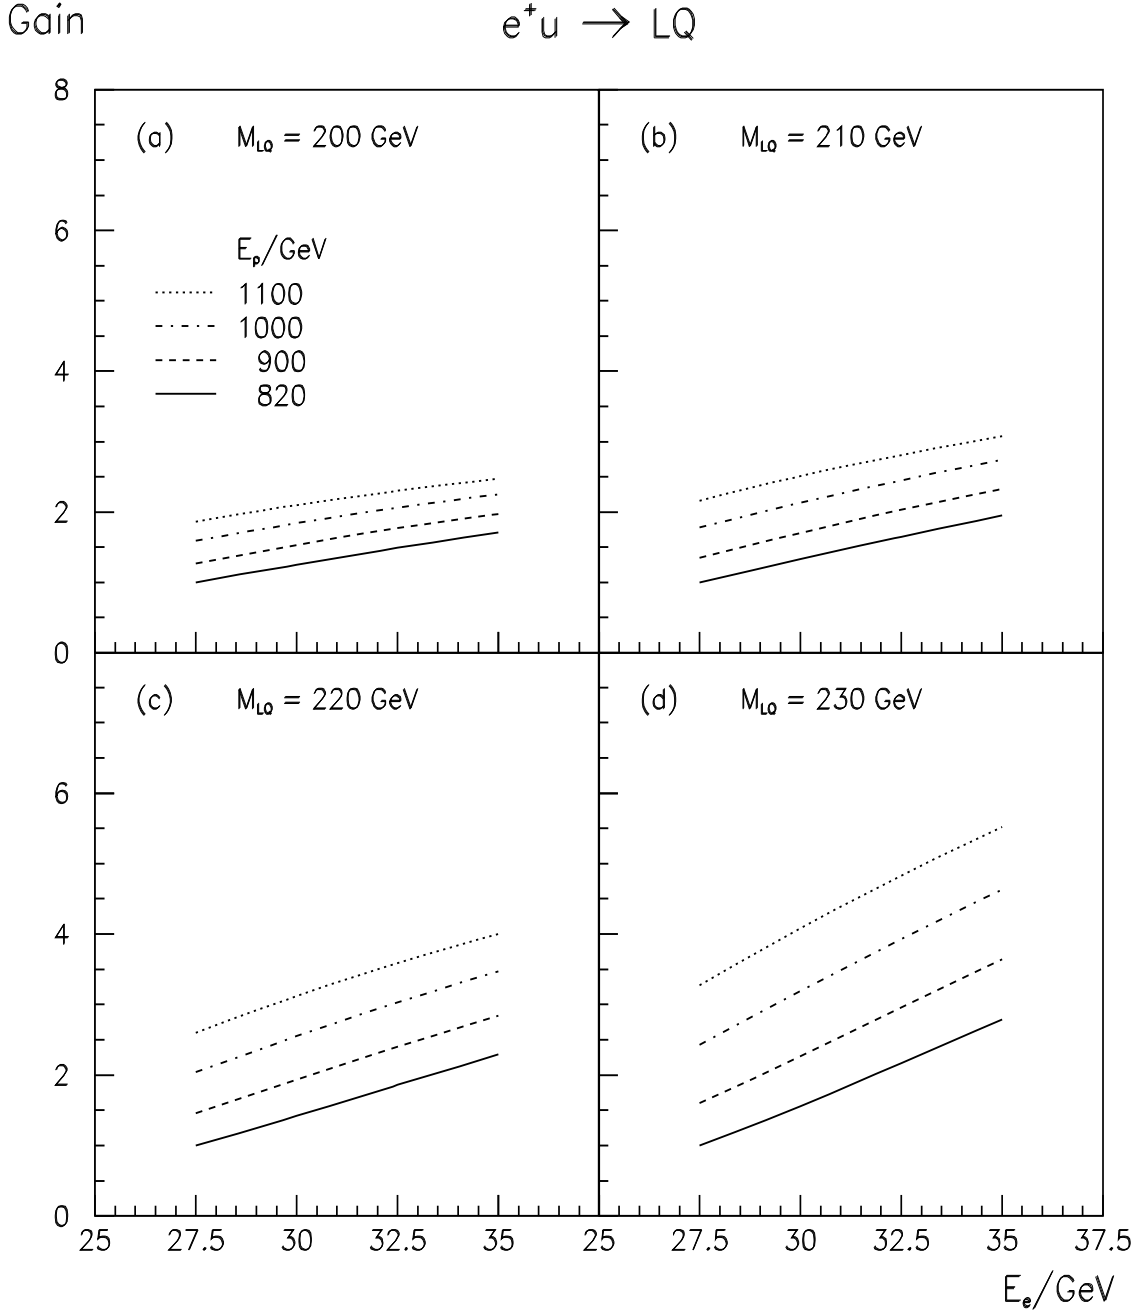 Gain
e⁺u → LQ
8
(a) M_LQ = 200 GeV
(b) M_LQ = 210 GeV
6
E_p/GeV
1100
1000
4
900
820
2
0
(c) M_LQ = 220 GeV
(d) M_LQ = 230 GeV
6
4
2
0
25 27.5 30 32.5 35 25 27.5 30 32.5 35 37.5
E_e/GeV